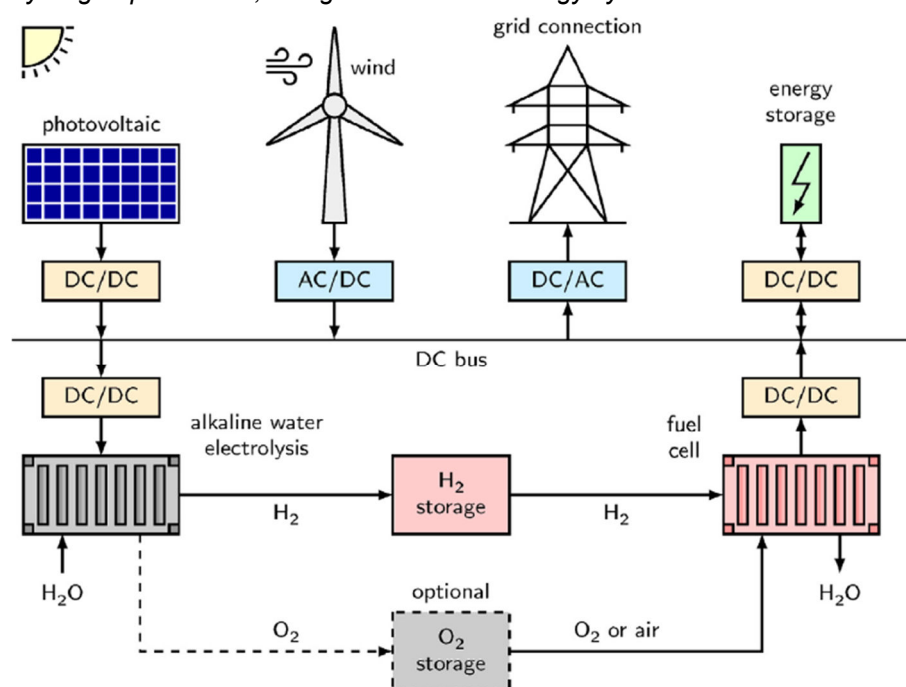 grid connection
wind
energy
storage
photovoltaic
DC/DC
AC/DC
DC/AC
DC/DC
DC bus
DC/DC
DC/DC
alkaline water
electrolysis
fuel
cell
H₂
storage
H₂
H₂
H₂O
H₂O
optional
O₂
O₂ or air
O₂
storage